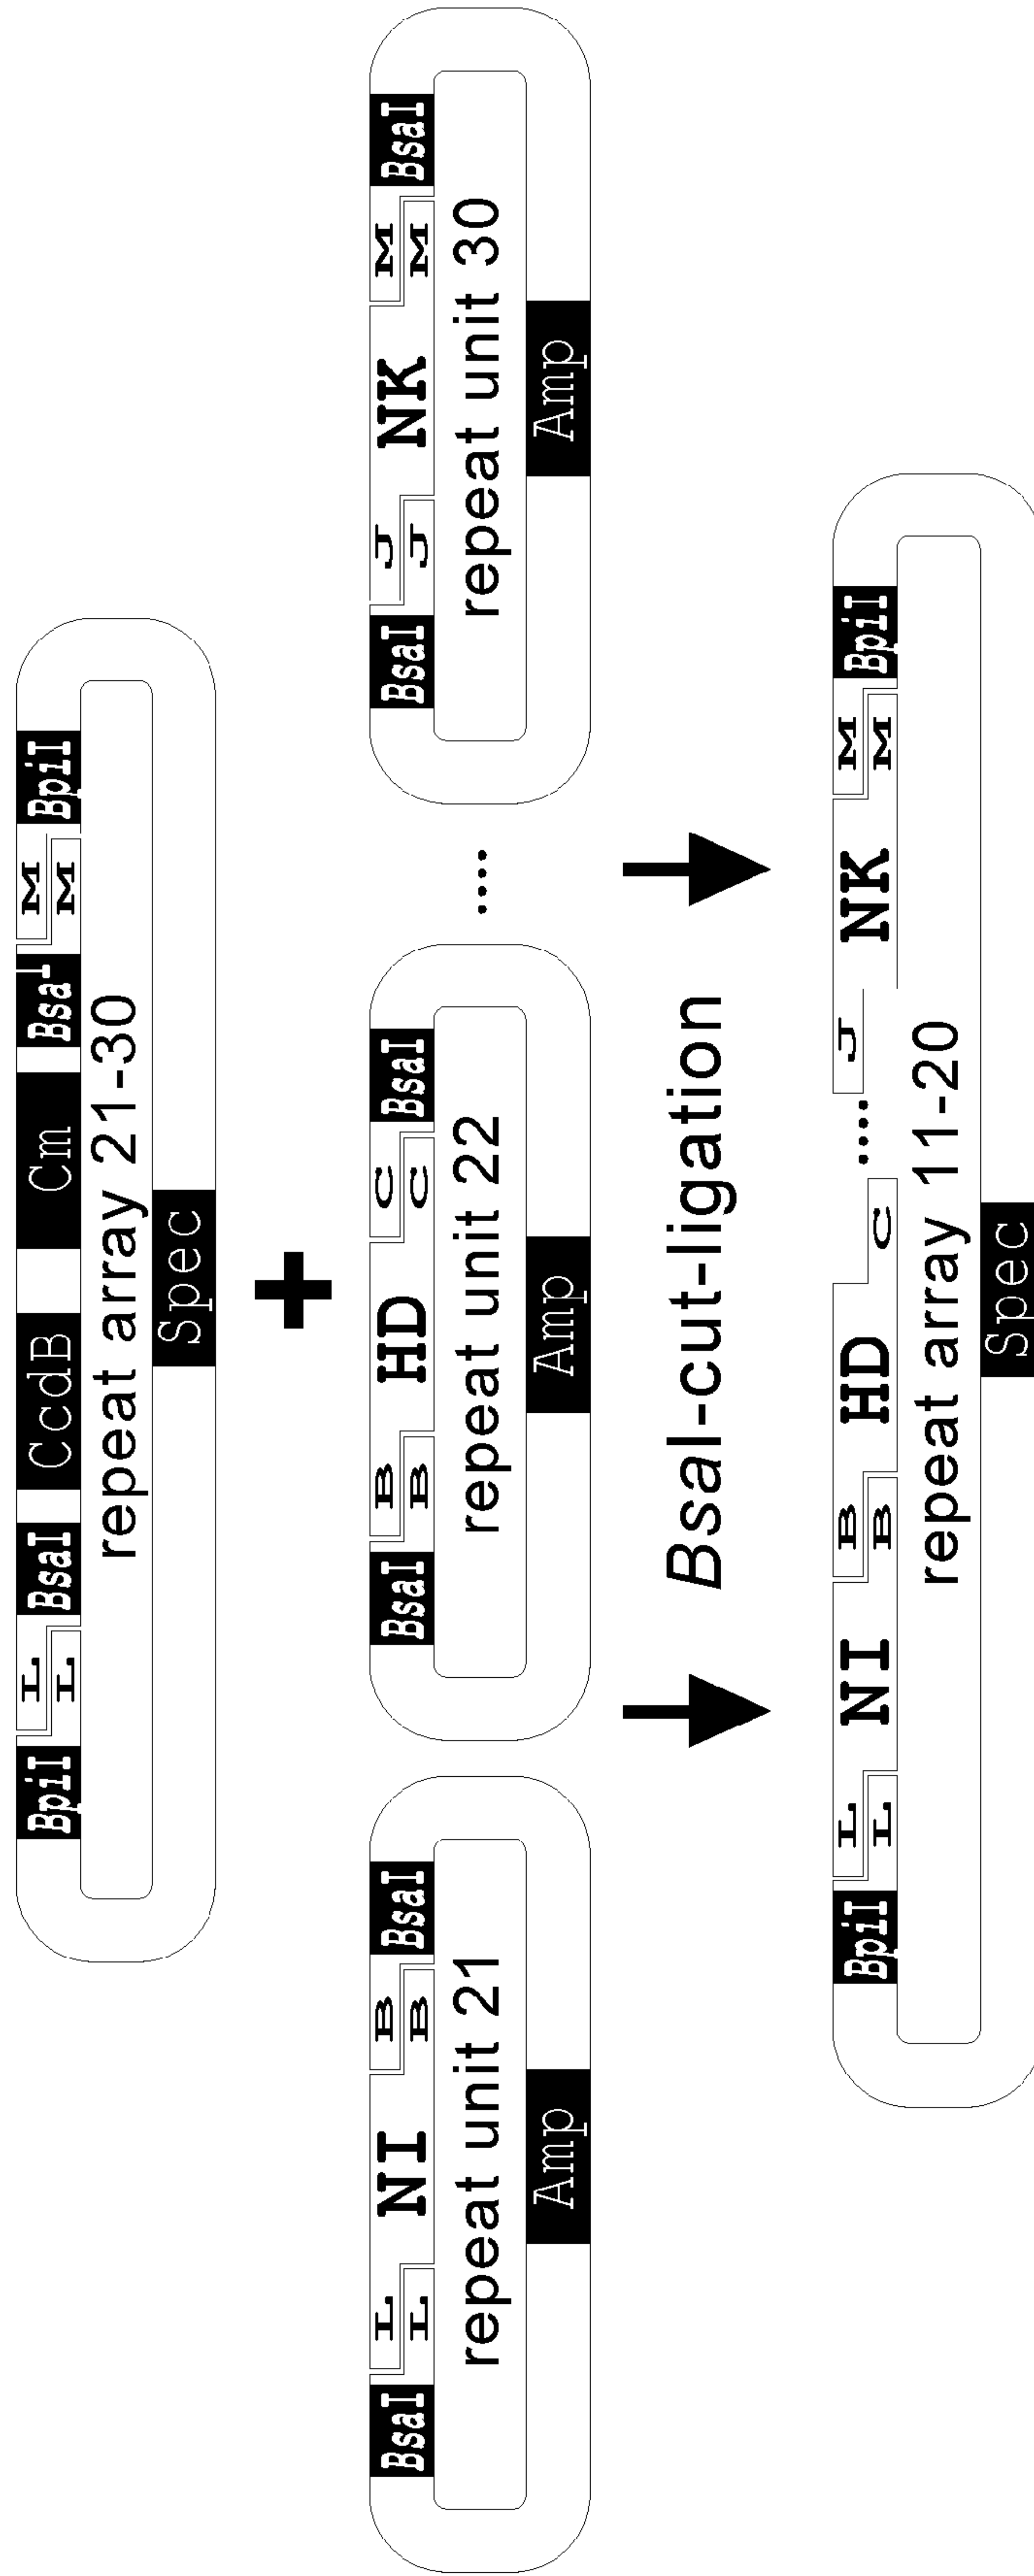 BpiI L L BsaI CcdB Cm BsaI M M BpiI
repeat array 21-30
Spec
+
BsaI L L NI B B BsaI
repeat unit 21
Amp
BsaI B B HD C C BsaI
repeat unit 22
Amp
....
BsaI J J NK M M BsaI
repeat unit 30
Amp
BsaI-cut-ligation
BpiI L L NI B B HD C .... J NK M M BpiI
repeat array 11-20
Spec